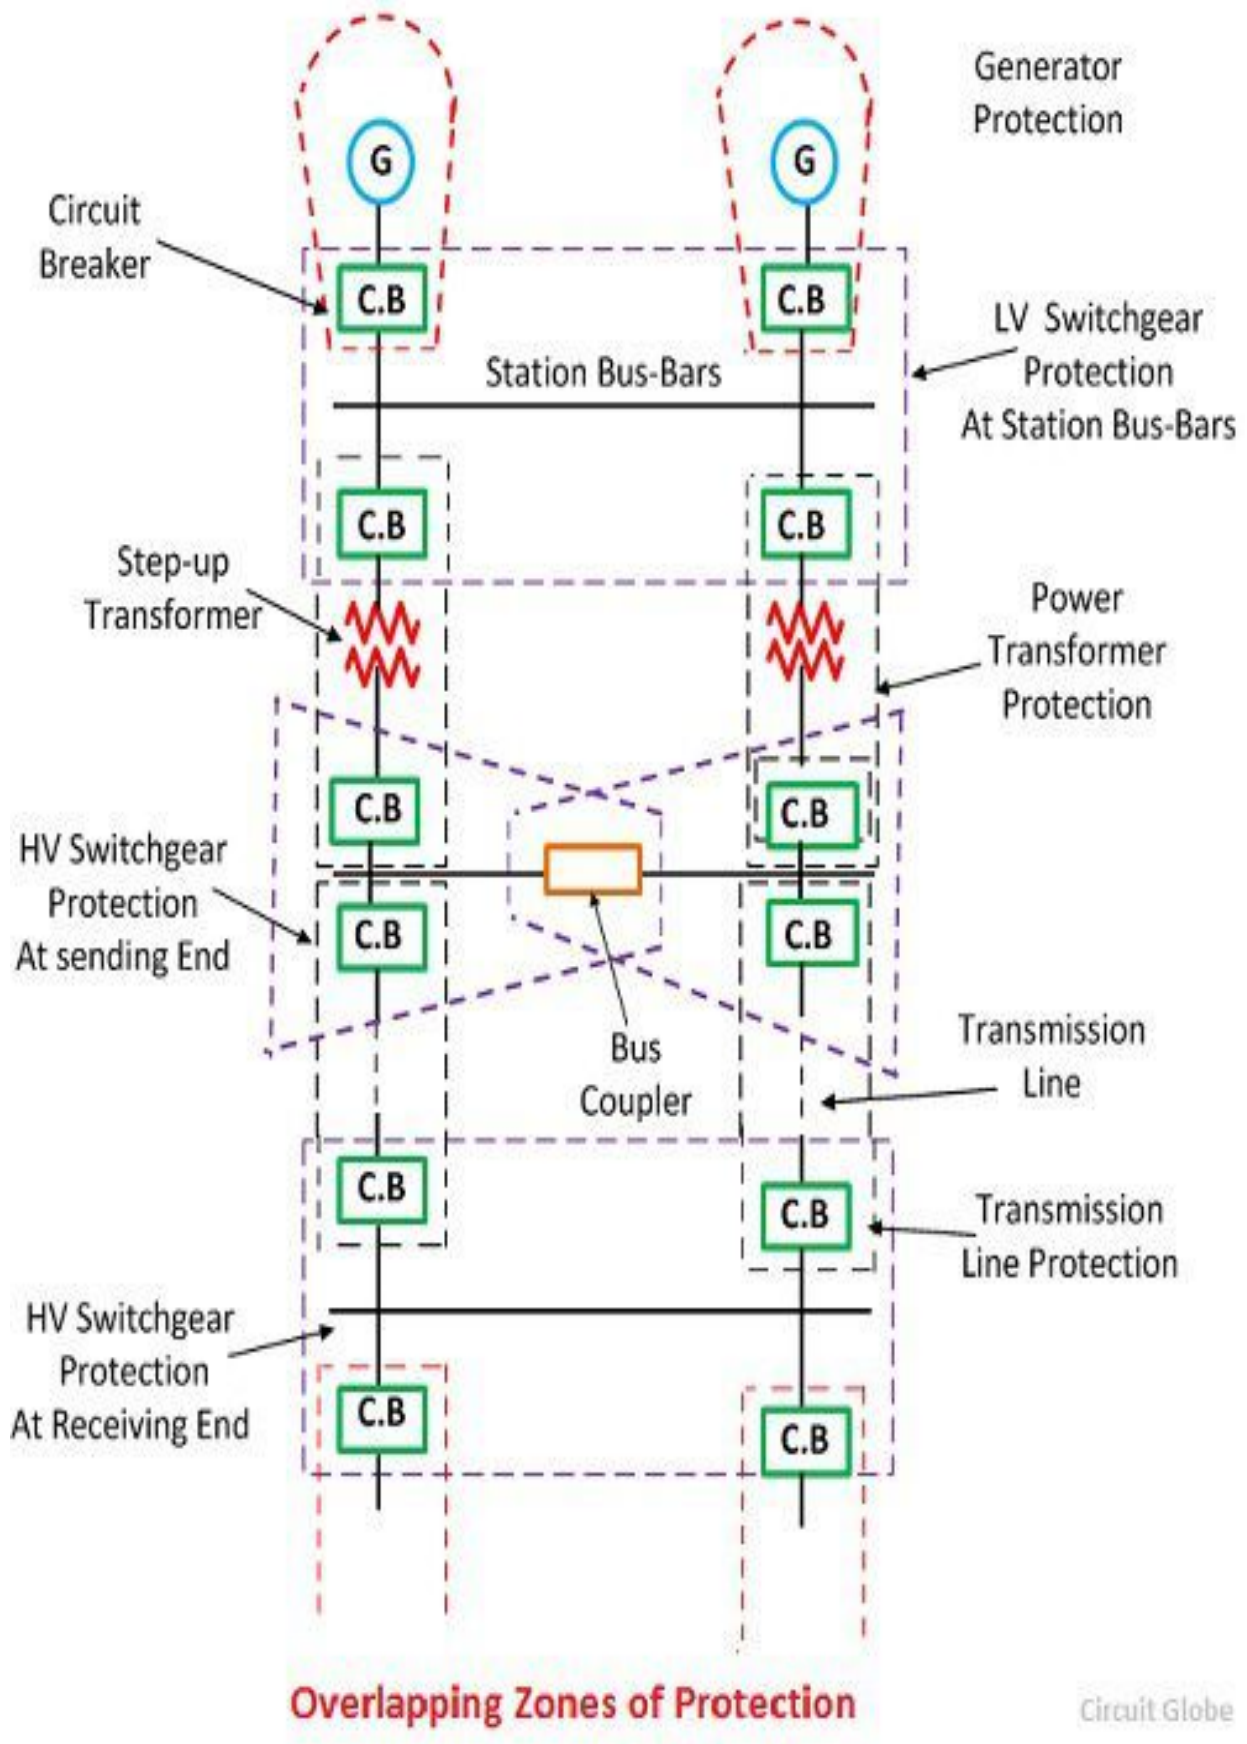 Generator
Protection
G
G
Circuit
Breaker
C.B
C.B
LV Switchgear
Protection
At Station Bus-Bars
Station Bus-Bars
C.B
C.B
Step-up
Transformer
Power
Transformer
Protection
C.B
C.B
HV Switchgear
Protection
At sending End
C.B
C.B
Bus
Coupler
Transmission
Line
C.B
C.B
Transmission
Line Protection
HV Switchgear
Protection
At Receiving End
C.B
C.B
Overlapping Zones of Protection
Circuit Globe